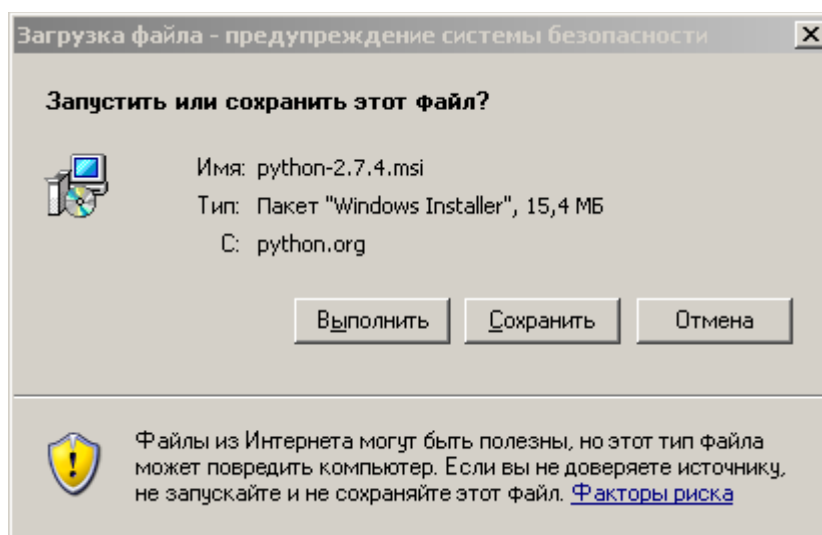 Загрузка файла - предупреждение системы безопасности
Запустить или сохранить этот файл?
Имя: python-2.7.4.msi
Тип: Пакет "Windows Installer", 15,4 МБ
С: python.org
Выполнить Сохранить Отмена
Файлы из Интернета могут быть полезны, но этот тип файла
может повредить компьютер. Если вы не доверяете источнику,
не запускайте и не сохраняйте этот файл. Факторы риска